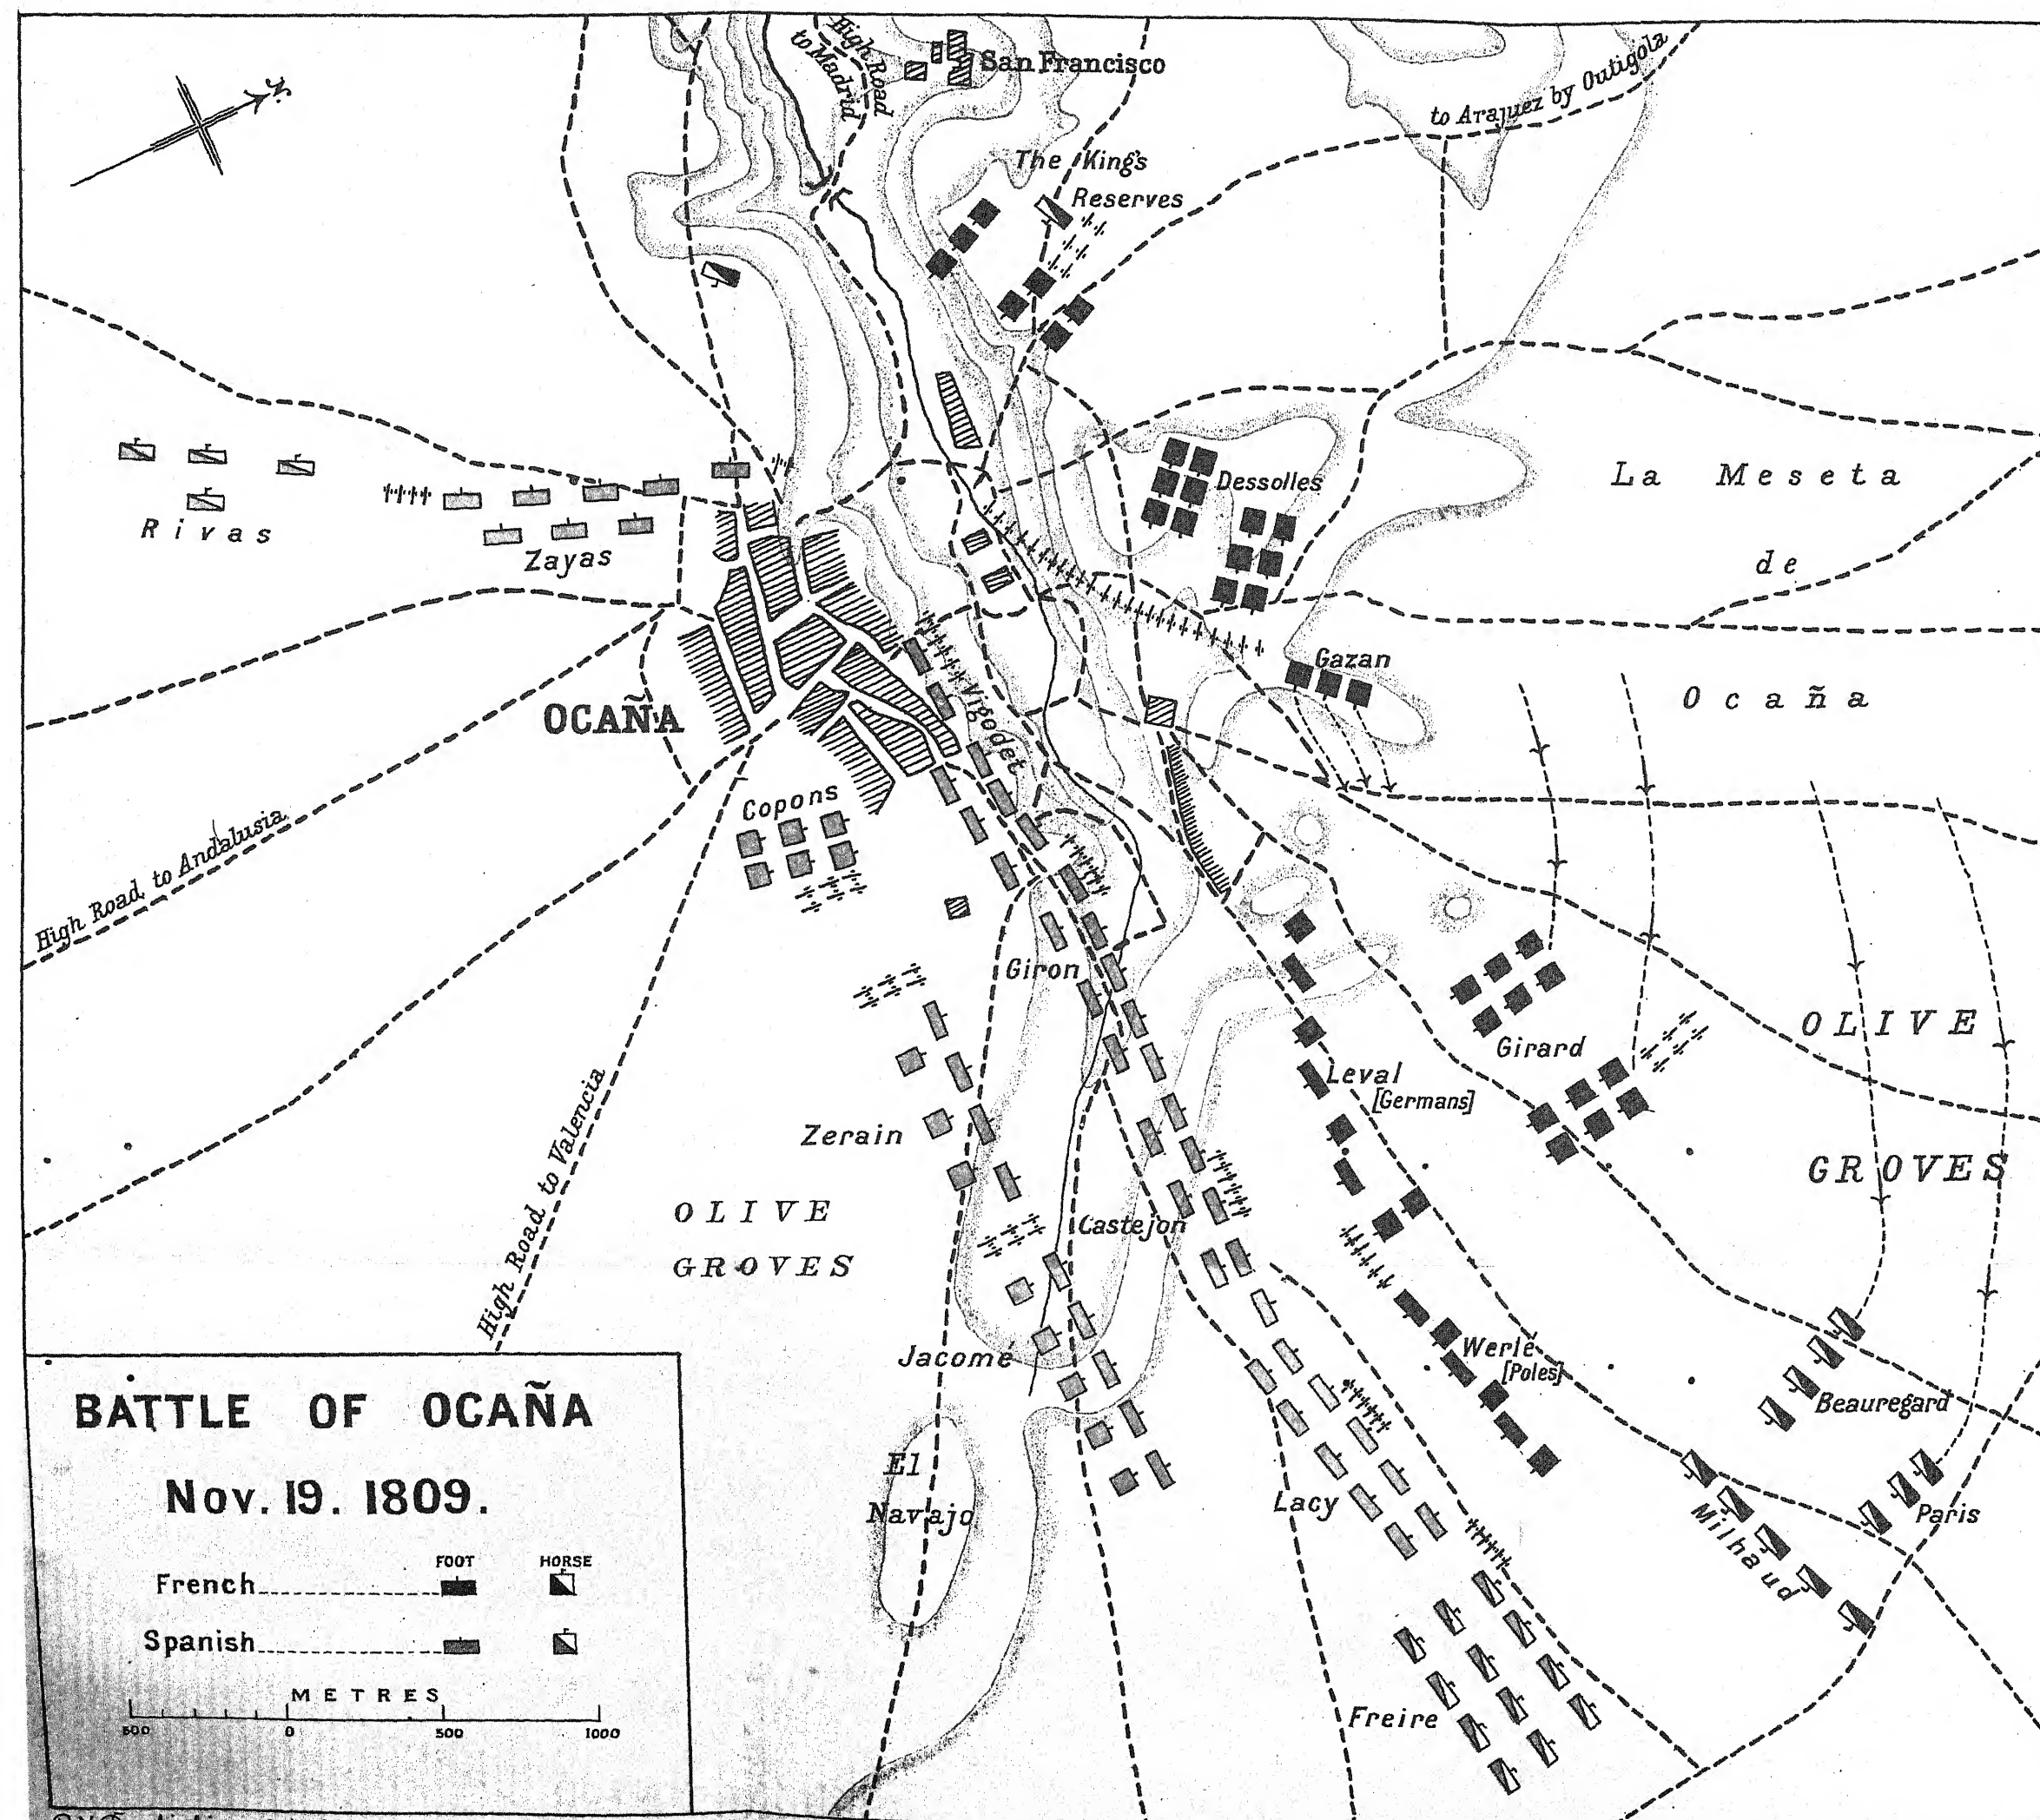 N.
High Road
to Madrid
San Francisco
to Arajuez by Outigola
The King's
Reserves
Rivas
Zayas
Dessolles
La Meseta
de
Ocaña
Gazan
OCAÑA
Vigodet
Copons
High Road to Andalusia
Giron
Girard
OLIVE
GROVES
Leval
[Germans]
Zerain
High Road to Valencia
OLIVE
GROVES
Castejon
Jacomé
Werlé
[Poles]
Beauregard
El
Navajo
Lacy
Milhaud
Paris
Freire
BATTLE OF OCAÑA
Nov. 19. 1809.
FOOT HORSE
French
Spanish
METRES
500 0 500 1000